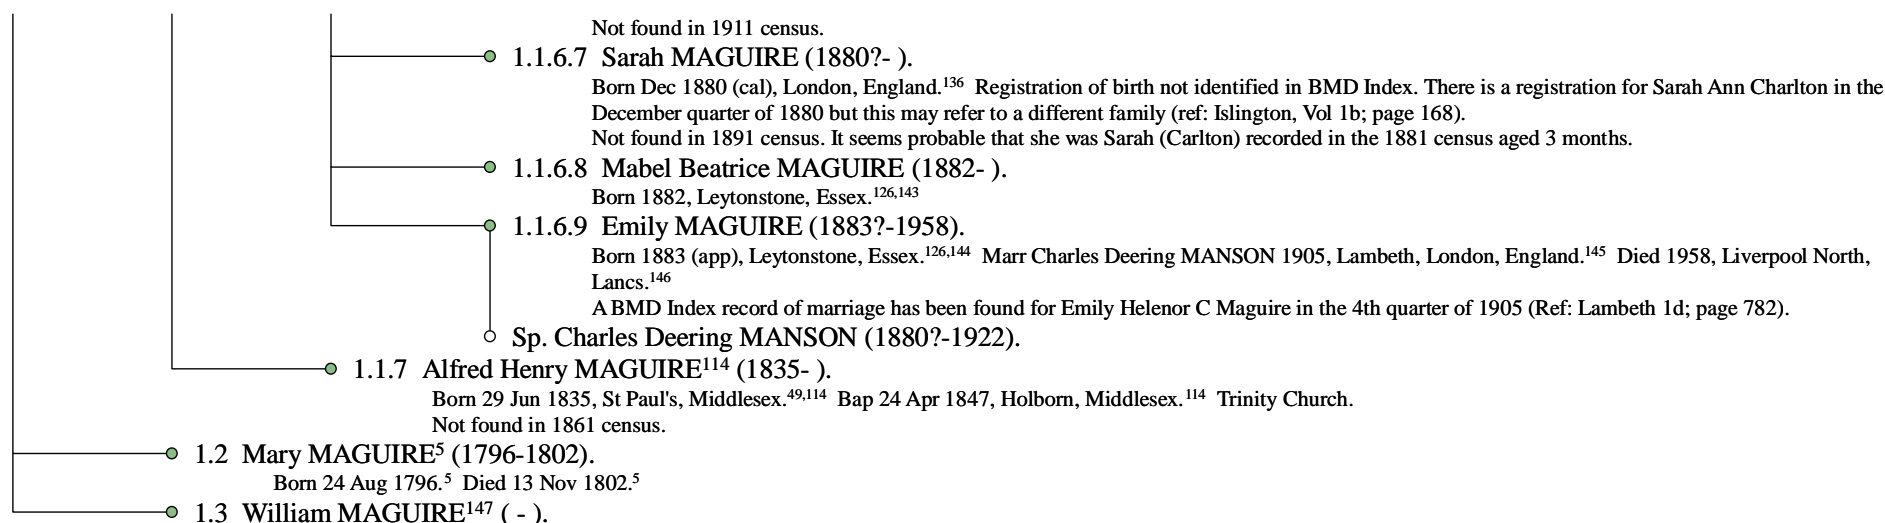 Not found in 1911 census.
1.1.6.7 Sarah MAGUIRE (1880?- ).
Born Dec 1880 (cal), London, England.136 Registration of birth not identified in BMD Index. There is a registration for Sarah Ann Charlton in the
December quarter of 1880 but this may refer to a different family (ref: Islington, Vol 1b; page 168).
Not found in 1891 census. It seems probable that she was Sarah (Carlton) recorded in the 1881 census aged 3 months.
1.1.6.8 Mabel Beatrice MAGUIRE (1882- ).
Born 1882, Leytonstone, Essex.126,143
1.1.6.9 Emily MAGUIRE (1883?-1958).
Born 1883 (app), Leytonstone, Essex.126,144 Marr Charles Deering MANSON 1905, Lambeth, London, England.145 Died 1958, Liverpool North,
Lancs.146
A BMD Index record of marriage has been found for Emily Helenor C Maguire in the 4th quarter of 1905 (Ref: Lambeth 1d; page 782).
Sp. Charles Deering MANSON (1880?-1922).
1.1.7 Alfred Henry MAGUIRE114 (1835- ).
Born 29 Jun 1835, St Paul's, Middlesex.49,114 Bap 24 Apr 1847, Holborn, Middlesex.114 Trinity Church.
Not found in 1861 census.
1.2 Mary MAGUIRE5 (1796-1802).
Born 24 Aug 1796.5 Died 13 Nov 1802.5
1.3 William MAGUIRE147 ( - ).